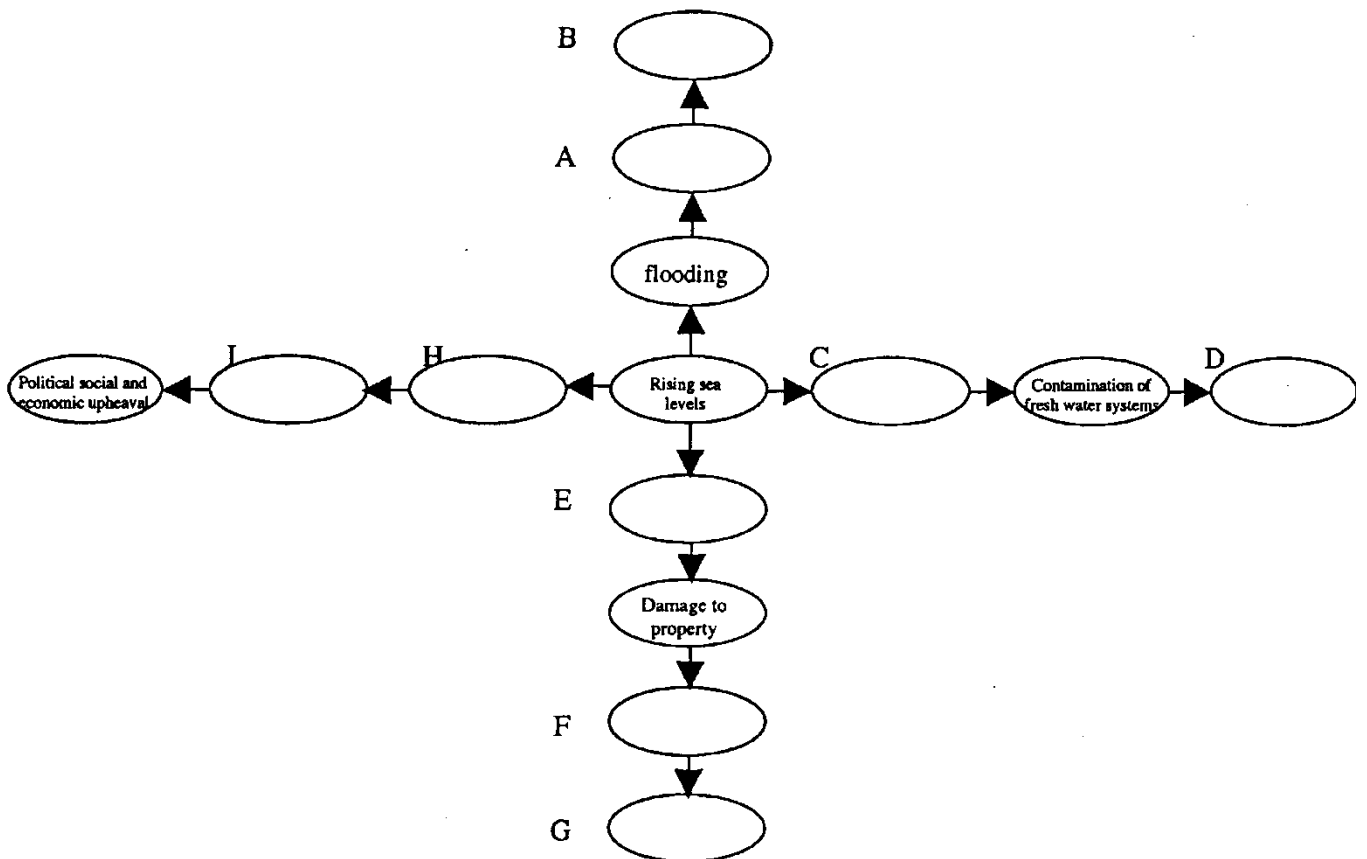 B
A
flooding
I
H
C
D
Political social and
economic upheaval
Rising sea
levels
Contamination of
fresh water systems
E
Damage to
property
F
G